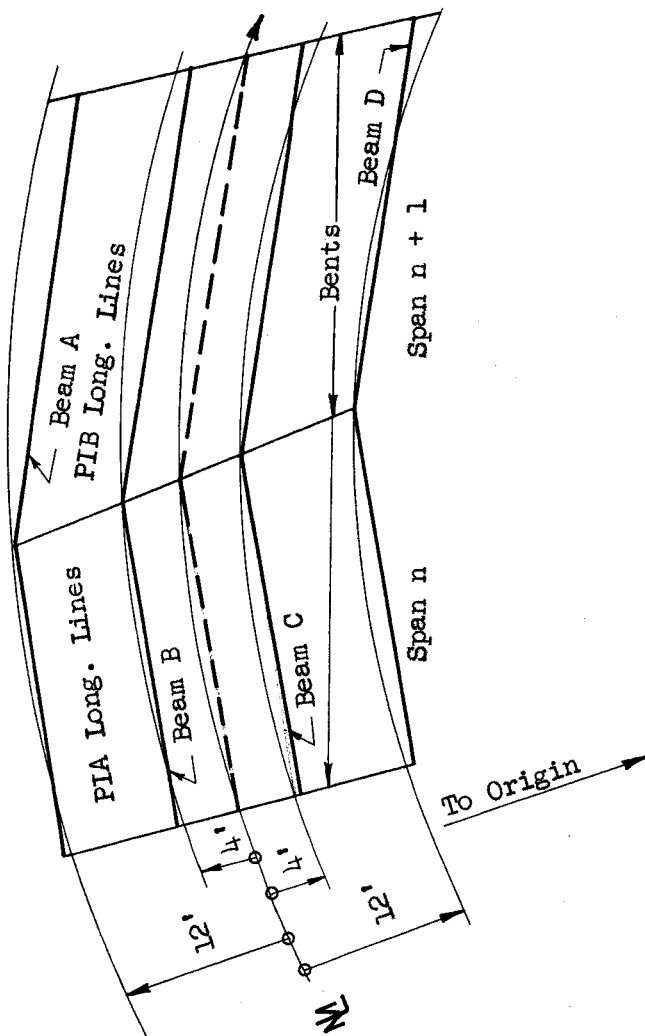 Beam A
PIB Long. Lines
PIA Long. Lines
Beam B
Beam C
Beam D
Bents
Span n
Span n + 1
To Origin
4'
4'
12'
12'